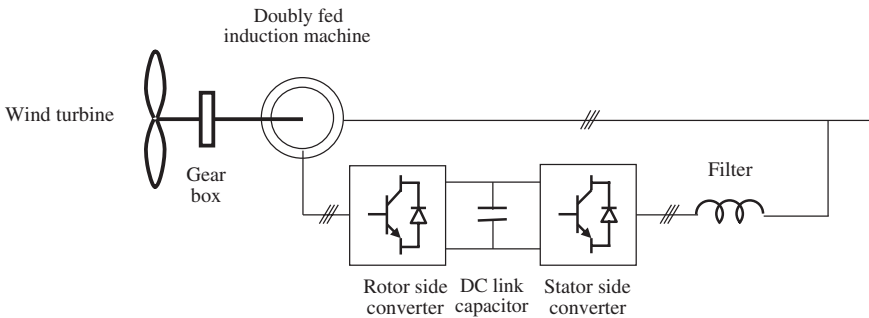 Doubly fed
induction machine
Wind turbine
Gear
box
Filter
Rotor side
converter
DC link
capacitor
Stator side
converter